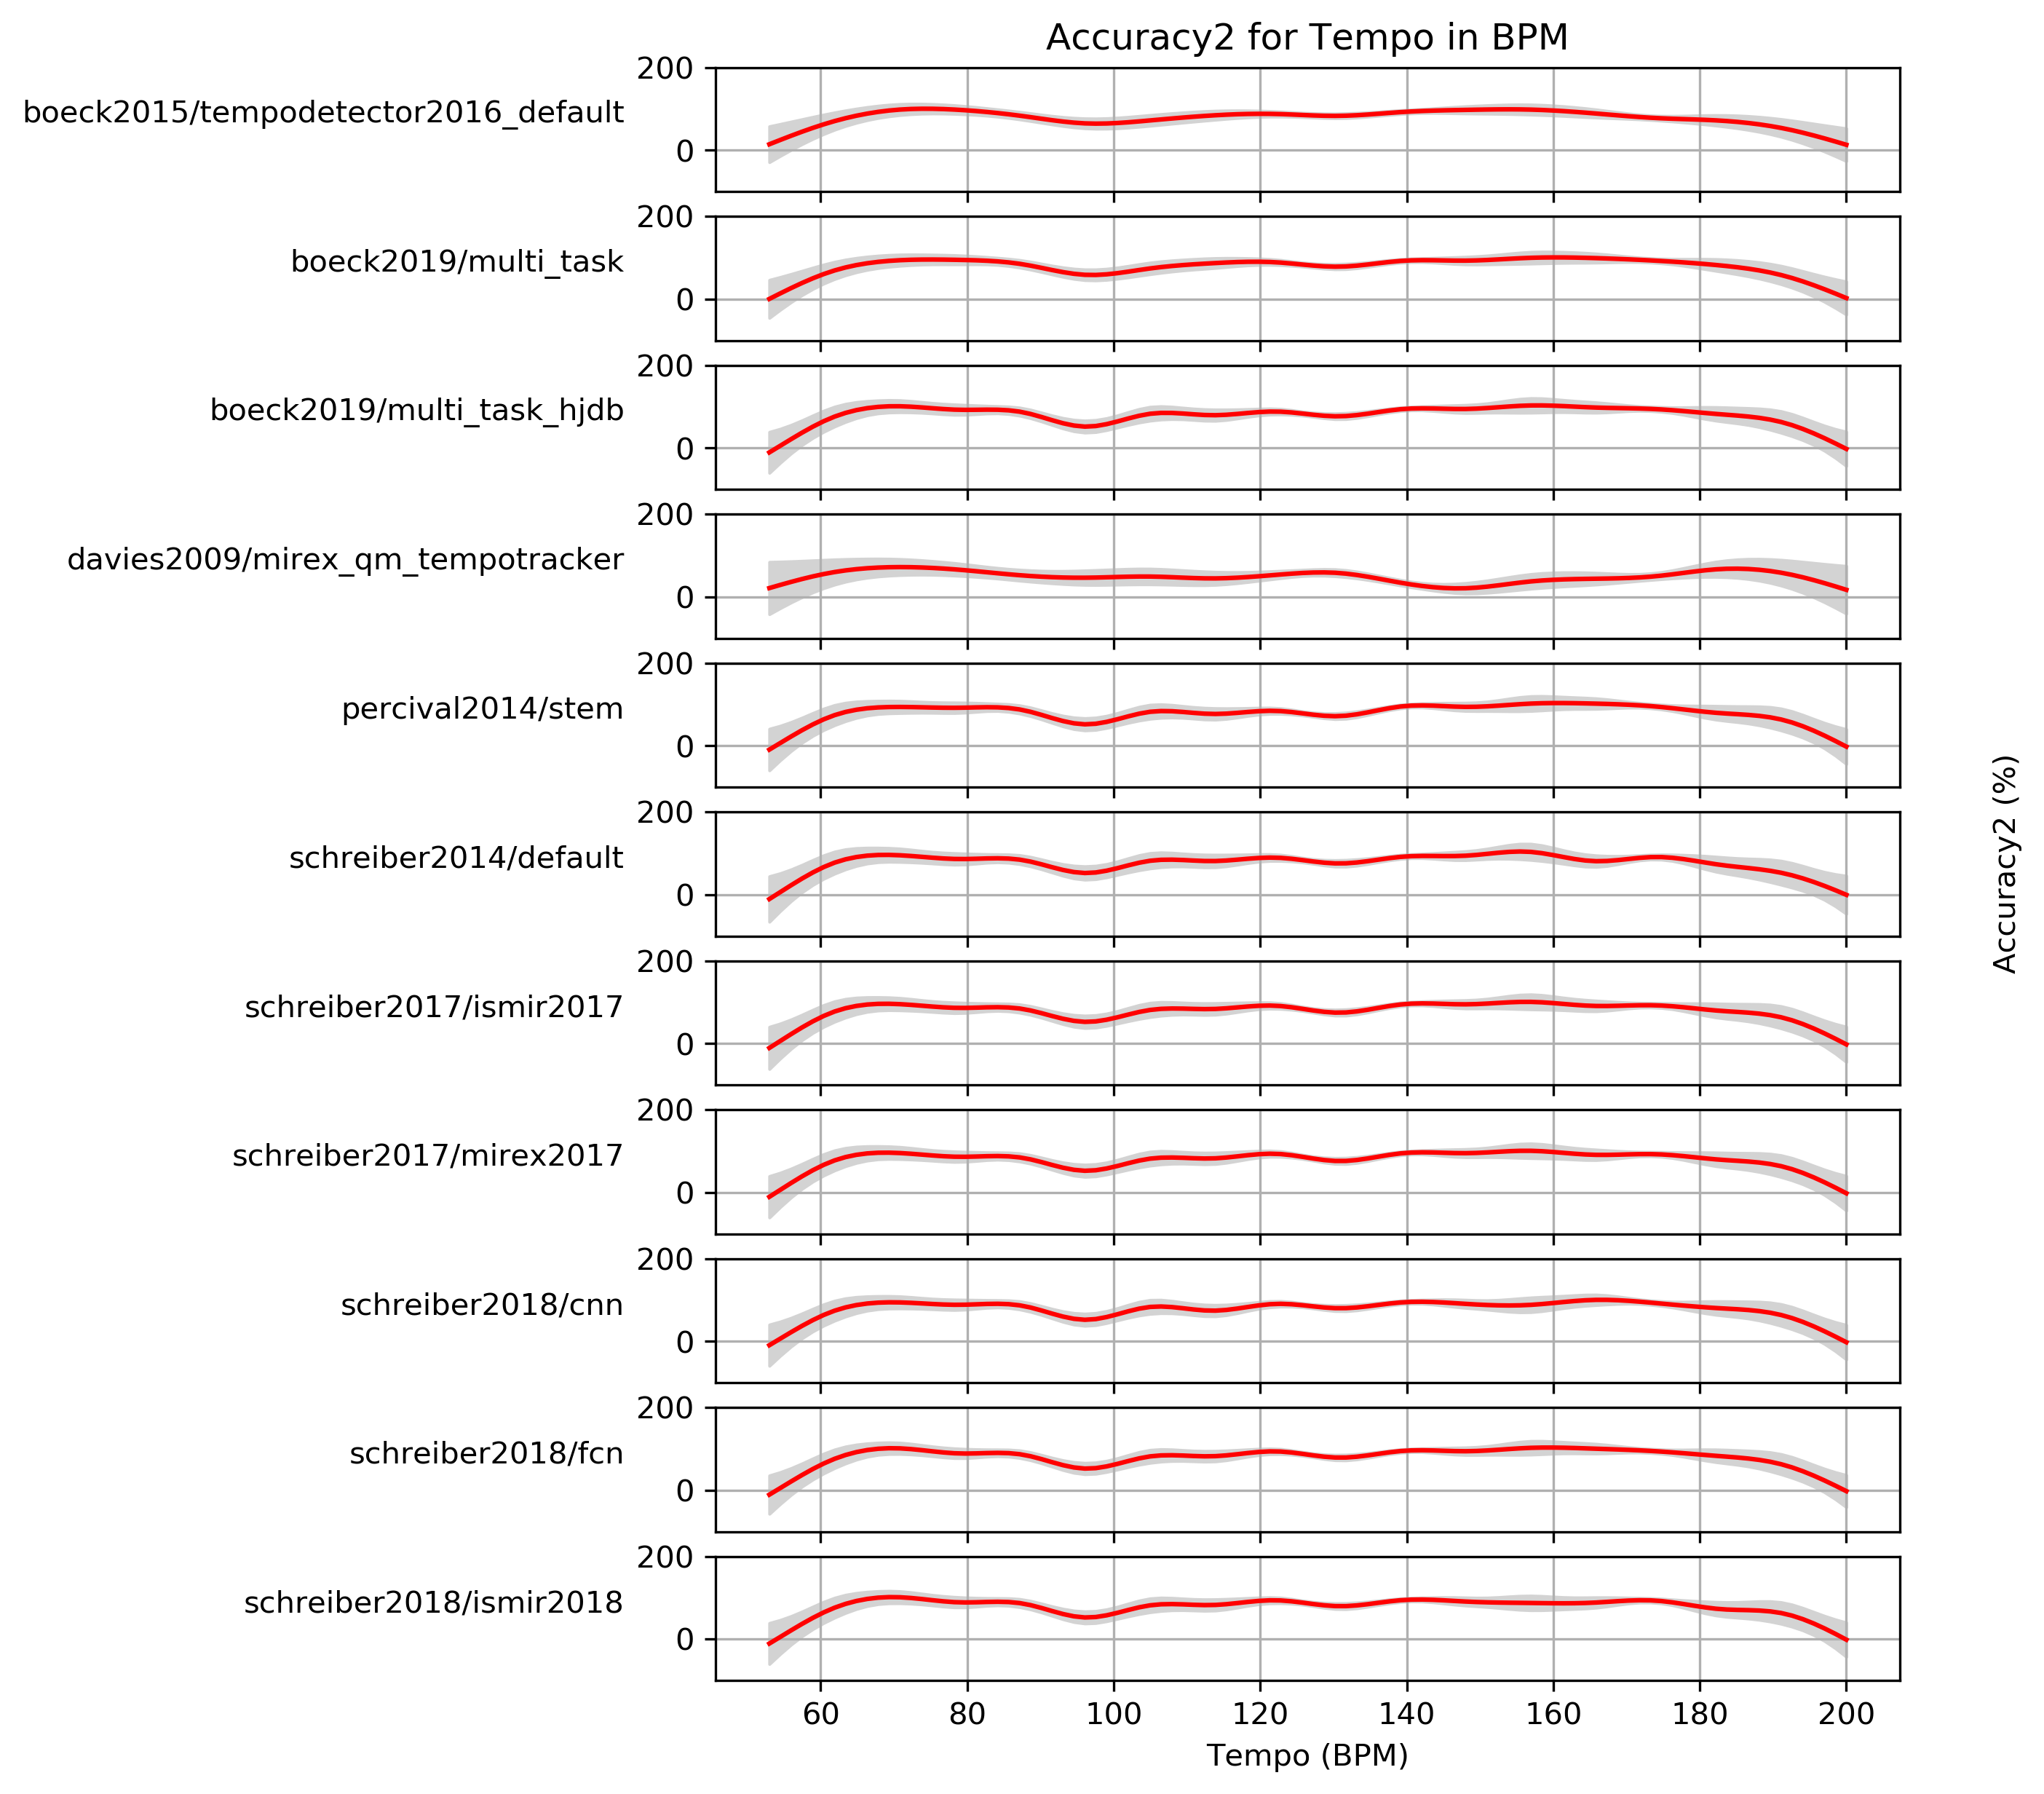 Accuracy2 for Tempo in BPM
200
boeck2015/tempodetector2016_default
0
200
boeck2019/multi_task
0
200
boeck2019/multi_task_hjdb
0
200
davies2009/mirex_qm_tempotracker
0
200
percival2014/stem
0
200
schreiber2014/default
0
Accuracy2 (%)
200
schreiber2017/ismir2017
0
200
schreiber2017/mirex2017
0
200
schreiber2018/cnn
0
200
schreiber2018/fcn
0
200
schreiber2018/ismir2018
0
60 80 100 120 140 160 180 200
Tempo (BPM)